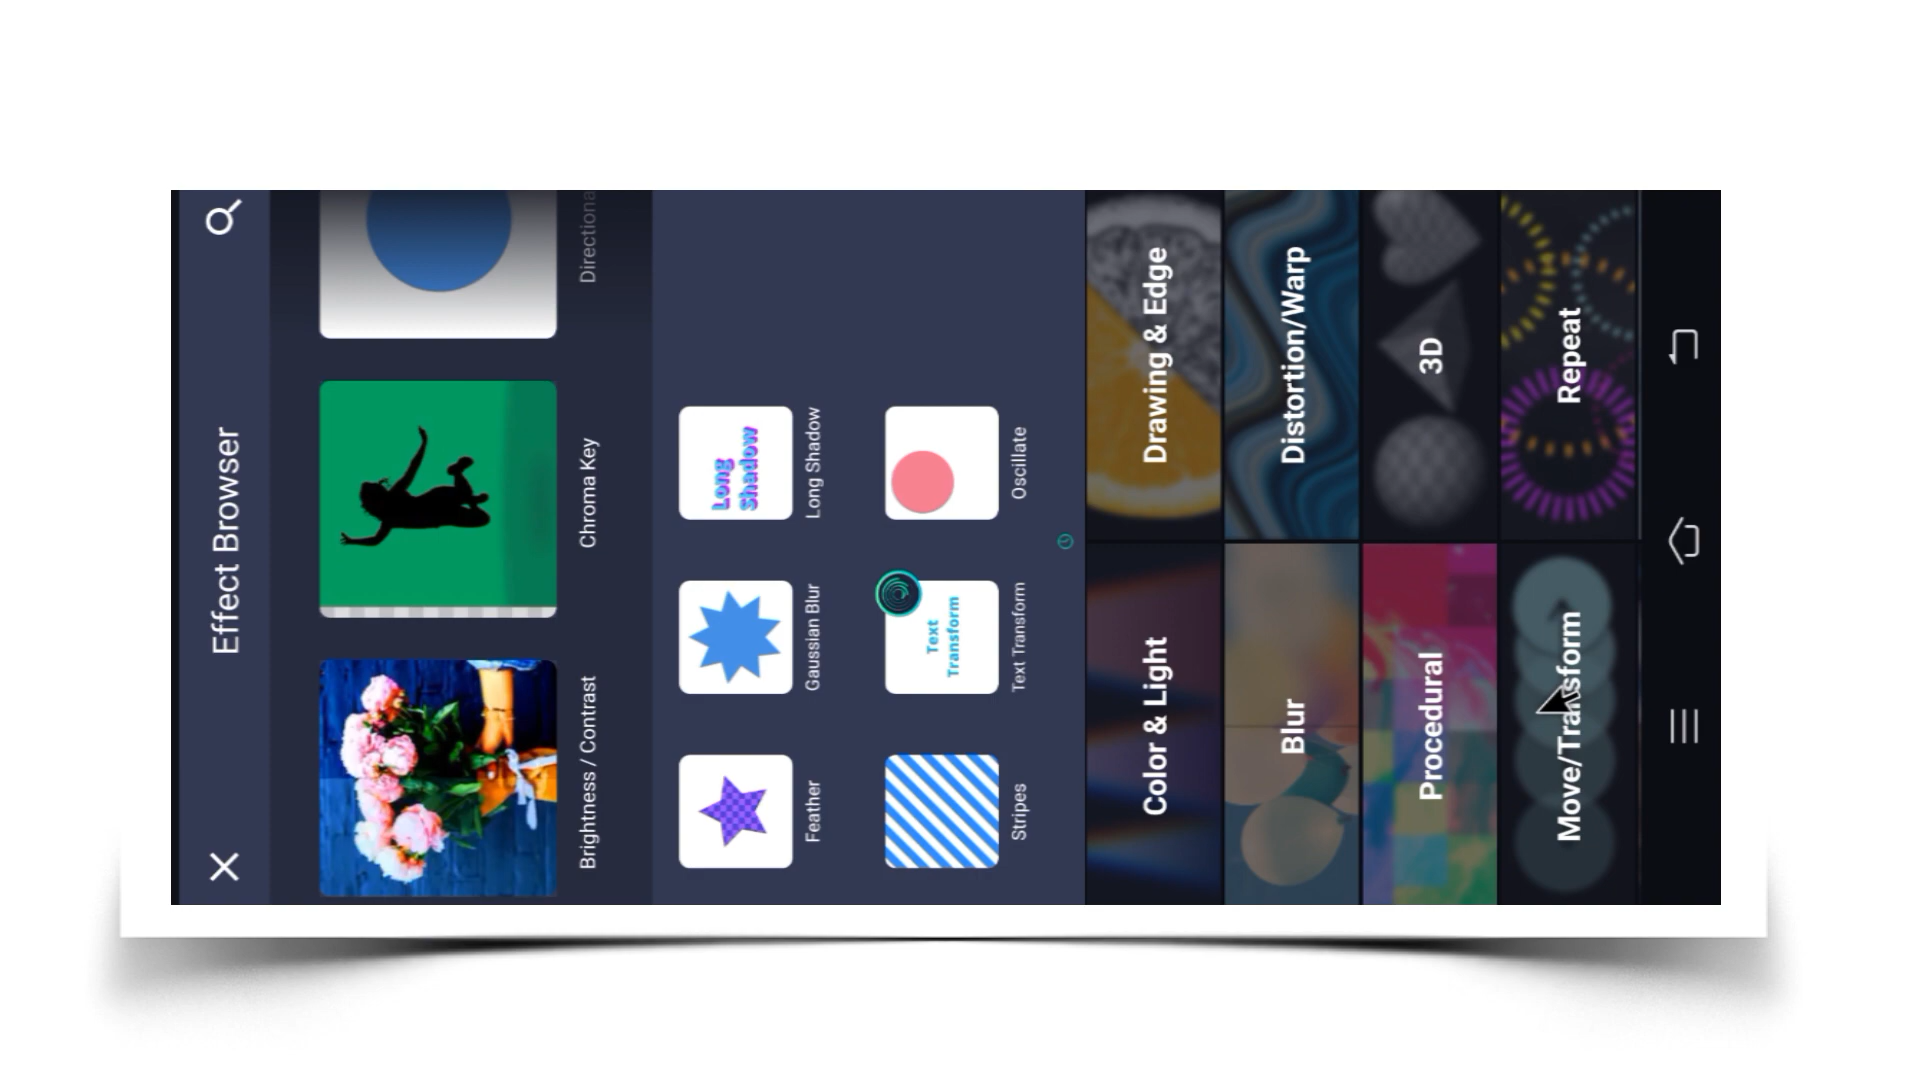 Effect Browser
Brightness / Contrast
Chroma Key
Directiona
Feather
Gaussian Blur
Long Shadow
Long
Shadow
Stripes
Text Transform
Text
Transform
Oscillate
Color & Light
Drawing & Edge
Blur
Distortion/Warp
Procedural
3D
Move/Transform
Repeat